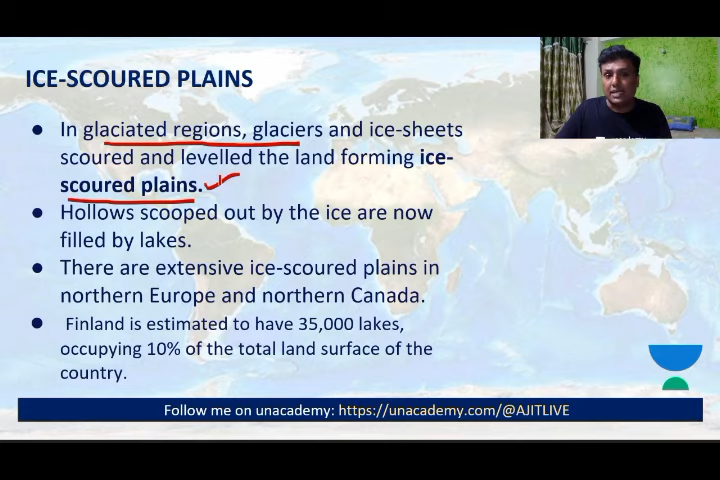 ICE-SCOURED PLAINS
● In glaciated regions, glaciers and ice-sheets
scoured and levelled the land forming ice-
scoured plains.
● Hollows scooped out by the ice are now
filled by lakes.
● There are extensive ice-scoured plains in
northern Europe and northern Canada.
● Finland is estimated to have 35,000 lakes,
occupying 10% of the total land surface of the
country.
Follow me on unacademy: https://unacademy.com/@AJITLIVE